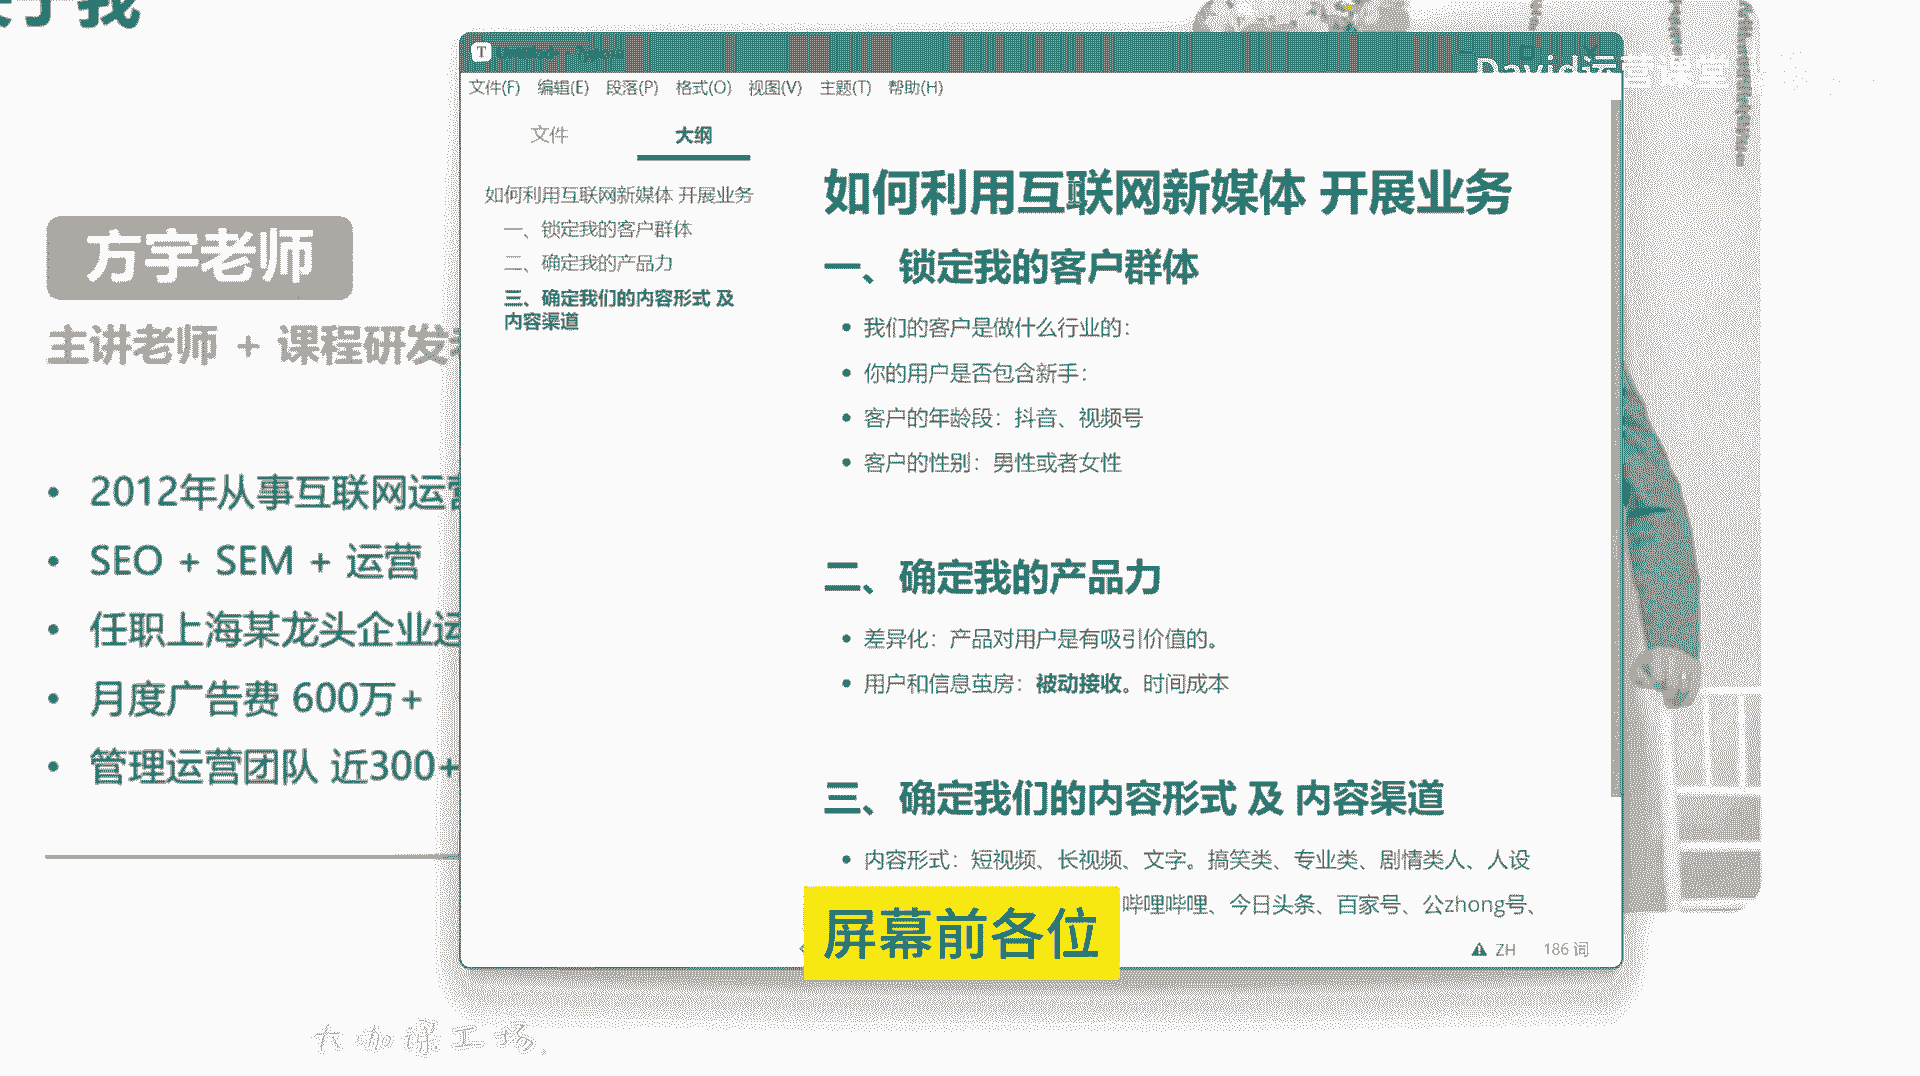 关于我
David运营课堂
方宇老师
主讲老师 + 课程研发
2012年从事互联网运营
SEO + SEM + 运营
任职上海某龙头企业运
月度广告费 600万+
管理运营团队 近300+
T
文件(F) 编辑(E) 段落(P) 格式(O) 视图(V) 主题(T) 帮助(H)
文件 大纲
如何利用互联网新媒体 开展业务
一、锁定我的客户群体
二、确定我的产品力
三、确定我们的内容形式 及
内容渠道
如何利用互联网新媒体 开展业务
一、锁定我的客户群体
我们的客户是做什么行业的：
你的用户是否包含新手：
客户的年龄段：抖音、视频号
客户的性别：男性或者女性
二、确定我的产品力
差异化：产品对用户是有吸引价值的。
用户和信息茧房：被动接收。时间成本
三、确定我们的内容形式 及 内容渠道
内容形式：短视频、长视频、文字。搞笑类、专业类、剧情类人、人设
哔哩哔哩、今日头条、百家号、公zhong号、
ZH 186 词
屏幕前各位
大咖课工场.